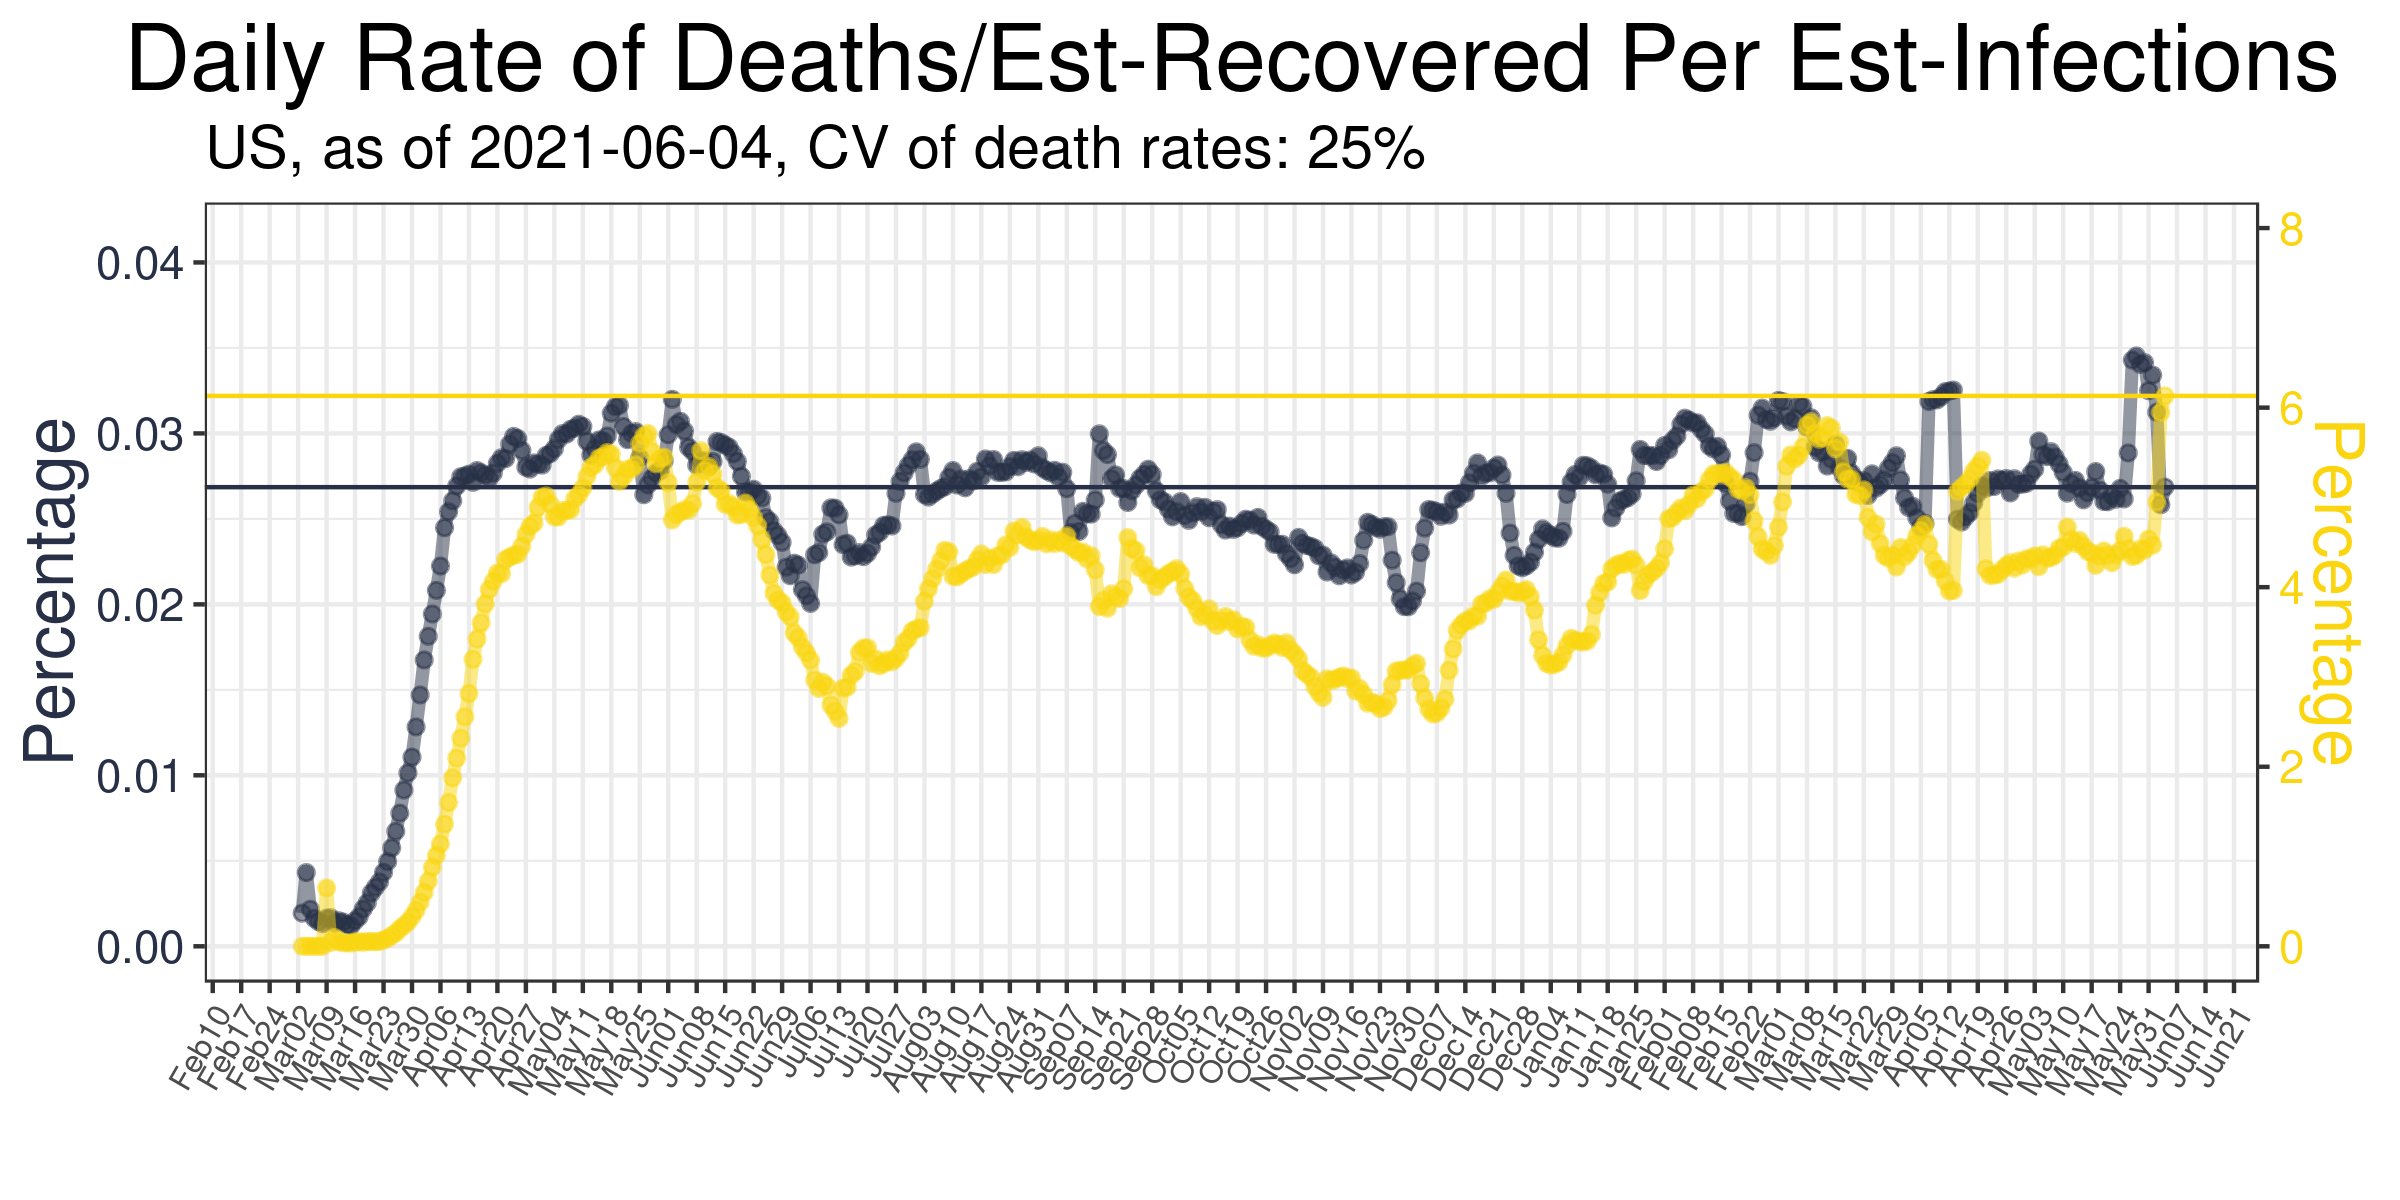 Daily Rate of Deaths/Est-Recovered Per Est-Infections
US, as of 2021-06-04, CV of death rates: 25%
Percentage
0.04
0.03
0.02
0.01
0.00
8
6
4
2
0
Percentage
Feb10
Feb17
Feb24
Mar02
Mar09
Mar16
Mar23
Mar30
Apr06
Apr13
Apr20
Apr27
May04
May11
May18
May25
Jun01
Jun08
Jun15
Jun22
Jun29
Jul06
Jul13
Jul20
Jul27
Aug03
Aug10
Aug17
Aug24
Aug31
Sep07
Sep14
Sep21
Sep28
Oct05
Oct12
Oct19
Oct26
Nov02
Nov09
Nov16
Nov23
Nov30
Dec07
Dec14
Dec21
Dec28
Jan04
Jan11
Jan18
Jan25
Feb01
Feb08
Feb15
Feb22
Mar01
Mar08
Mar15
Mar22
Mar29
Apr05
Apr12
Apr19
Apr26
May03
May10
May17
May24
May31
Jun07
Jun14
Jun21